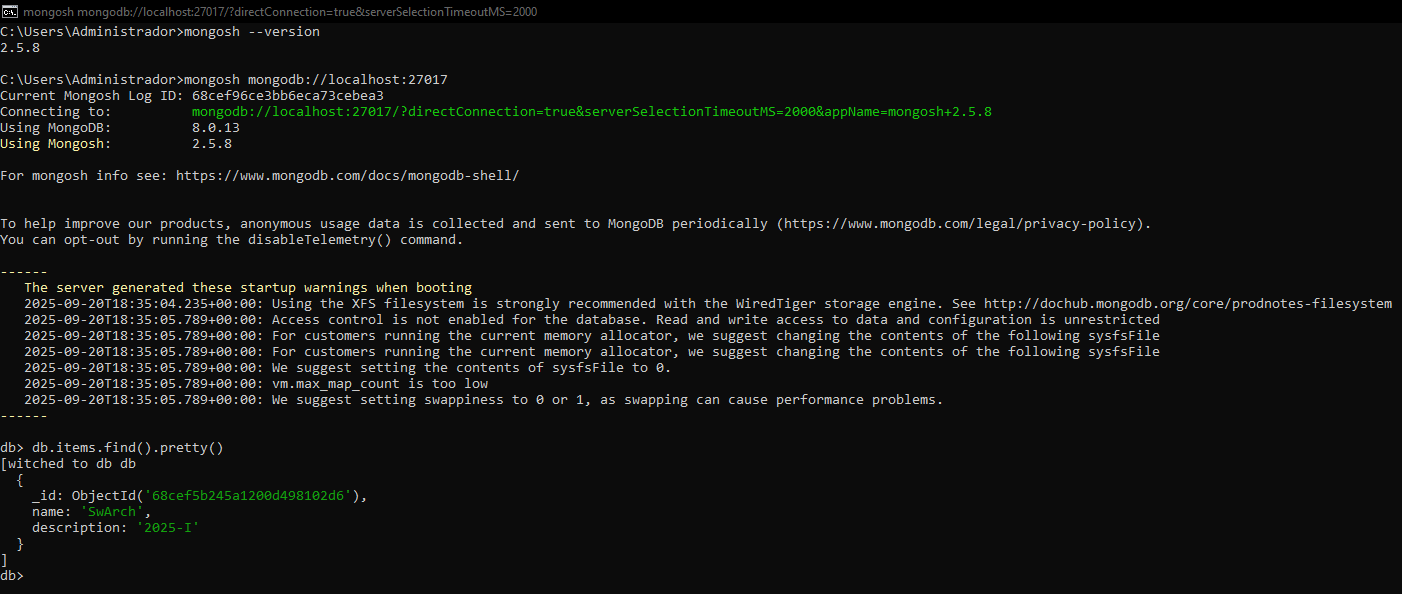 mongosh mongodb://localhost:27017/?directConnection=true&serverSelectionTimeoutMS=2000
C:\Users\Administrador>mongosh --version
2.5.8
C:\Users\Administrador>mongosh mongodb://localhost:27017
Current Mongosh Log ID: 68cef96ce3bb6eca73cebea3
Connecting to:          mongodb://localhost:27017/?directConnection=true&serverSelectionTimeoutMS=2000&appName=mongosh+2.5.8
Using MongoDB:          8.0.13
Using Mongosh:          2.5.8
For mongosh info see: https://www.mongodb.com/docs/mongodb-shell/
To help improve our products, anonymous usage data is collected and sent to MongoDB periodically (https://www.mongodb.com/legal/privacy-policy).
You can opt-out by running the disableTelemetry() command.
------
   The server generated these startup warnings when booting
   2025-09-20T18:35:04.235+00:00: Using the XFS filesystem is strongly recommended with the WiredTiger storage engine. See http://dochub.mongodb.org/core/prodnotes-filesystem
   2025-09-20T18:35:05.789+00:00: Access control is not enabled for the database. Read and write access to data and configuration is unrestricted
   2025-09-20T18:35:05.789+00:00: For customers running the current memory allocator, we suggest changing the contents of the following sysfsFile
   2025-09-20T18:35:05.789+00:00: For customers running the current memory allocator, we suggest changing the contents of the following sysfsFile
   2025-09-20T18:35:05.789+00:00: We suggest setting the contents of sysfsFile to 0.
   2025-09-20T18:35:05.789+00:00: vm.max_map_count is too low
   2025-09-20T18:35:05.789+00:00: We suggest setting swappiness to 0 or 1, as swapping can cause performance problems.
------
db> db.items.find().pretty()
[witched to db db
  {
    _id: ObjectId('68cef5b245a1200d498102d6'),
    name: 'SwArch',
    description: '2025-I'
  }
]
db>